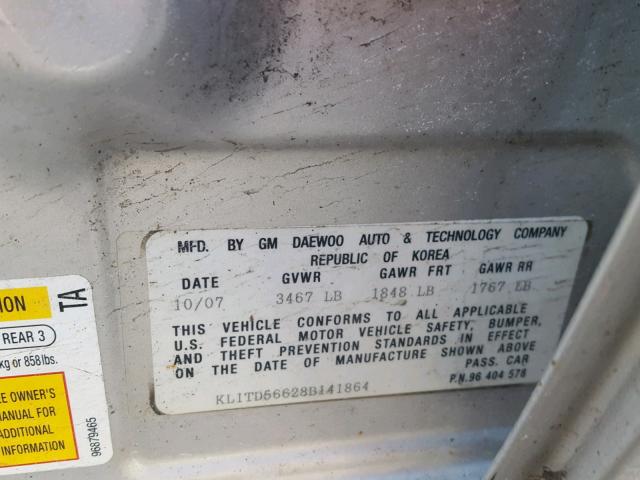 MFD. BY GM DAEWOO AUTO & TECHNOLOGY COMPANY
REPUBLIC OF KOREA
DATE GVWR GAWR FRT GAWR RR
10/07 3467 LB 1848 LB 1767 LB
THIS VEHICLE CONFORMS TO ALL APPLICABLE
U.S. FEDERAL MOTOR VEHICLE SAFETY, BUMPER,
AND THEFT PREVENTION STANDARDS IN EFFECT
ON THE DATE OF MANUFACTURE SHOWN ABOVE
PASS. CAR
P.N. 96 404 578
KL1TD56628B141864
TA
REAR 3
kg or 858 lbs.
OWNER'S
MANUAL FOR
ADDITIONAL
INFORMATION
96879465